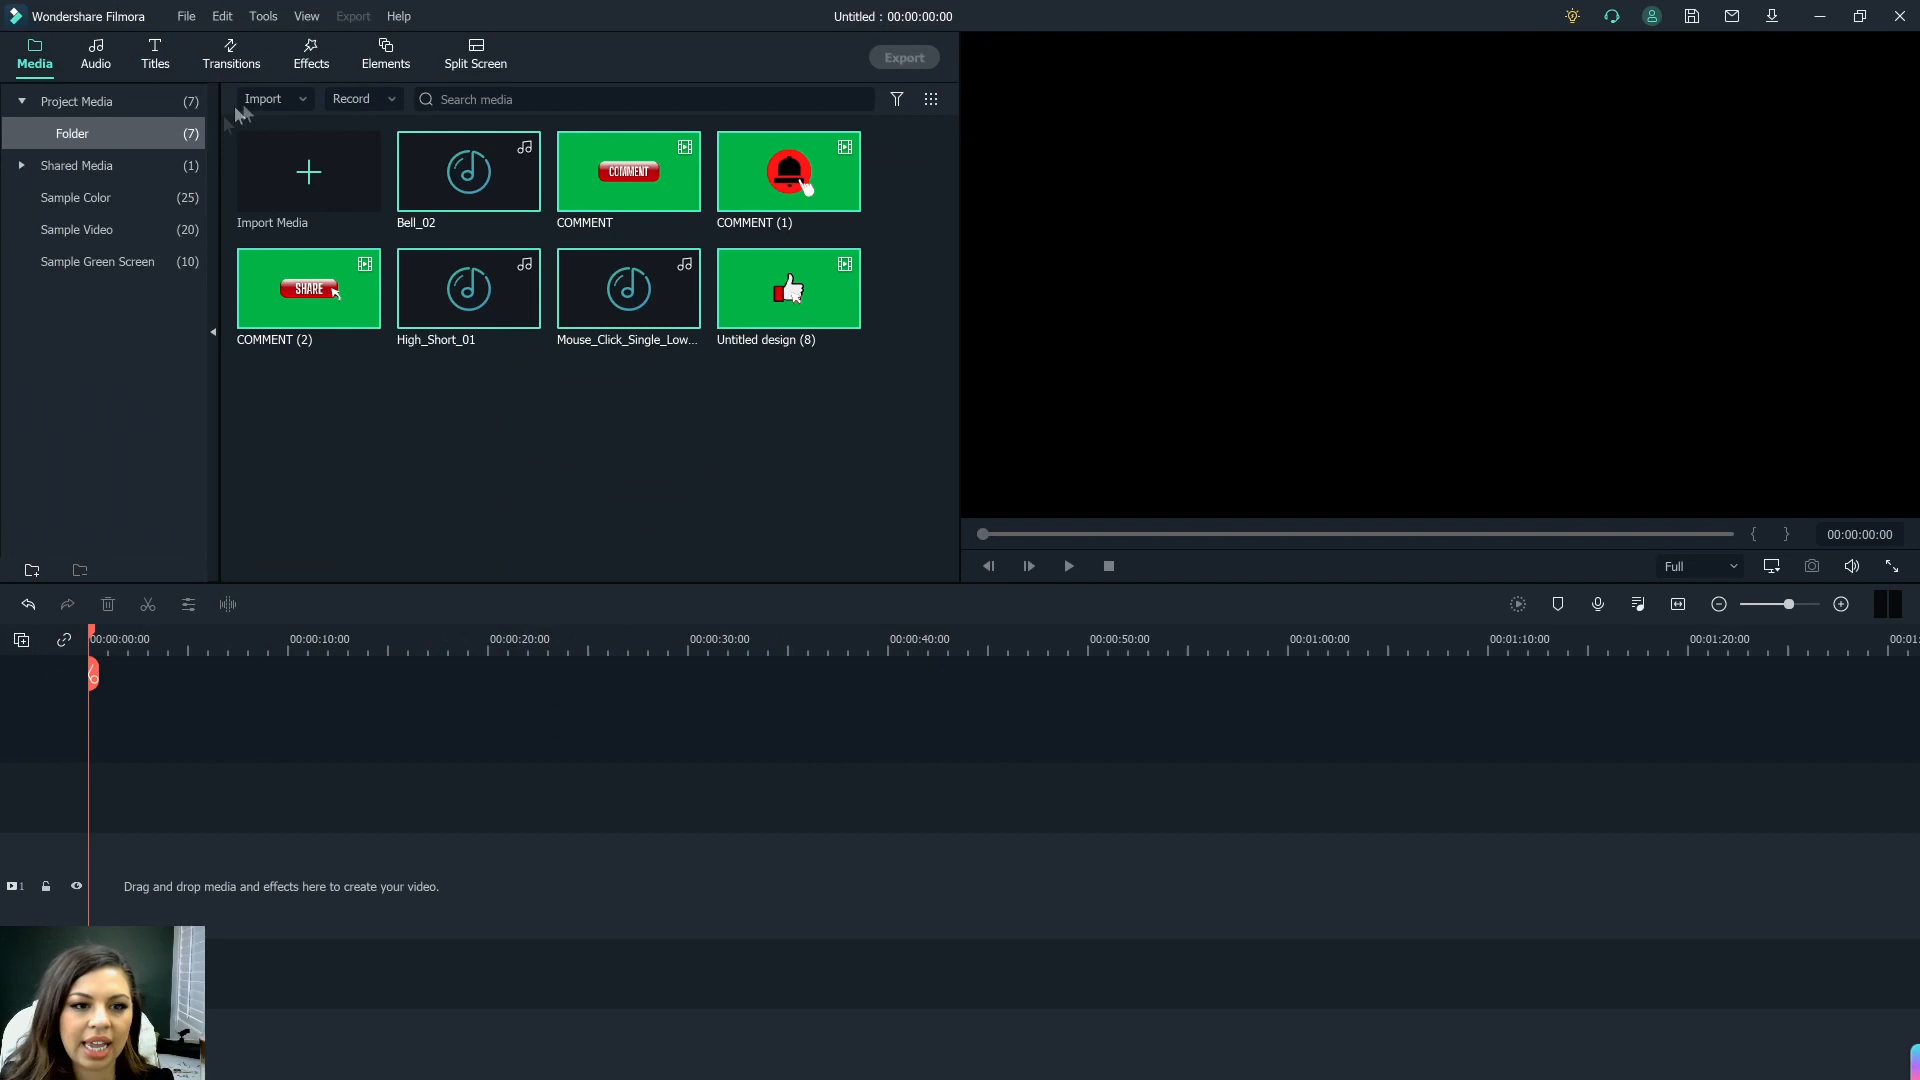 Wondershare Filmora
File
Edit
Tools
View
Export
Help
Untitled : 00:00:00:00
Media
Audio
Titles
Transitions
Effects
Elements
Split Screen
Export
Project Media (7)
Folder (7)
Shared Media (1)
Sample Color (25)
Sample Video (20)
Sample Green Screen (10)
Import
Record
Search media
Import Media
Bell_02
COMMENT
COMMENT
COMMENT (1)
SHARE
COMMENT (2)
High_Short_01
Mouse_Click_Single_Low...
Untitled design (8)
{ }
00:00:00:00
Full
00:00:00:00
00:00:10:00
00:00:20:00
00:00:30:00
00:00:40:00
00:00:50:00
00:01:00:00
00:01:10:00
00:01:20:00
00:01:
1
Drag and drop media and effects here to create your video.